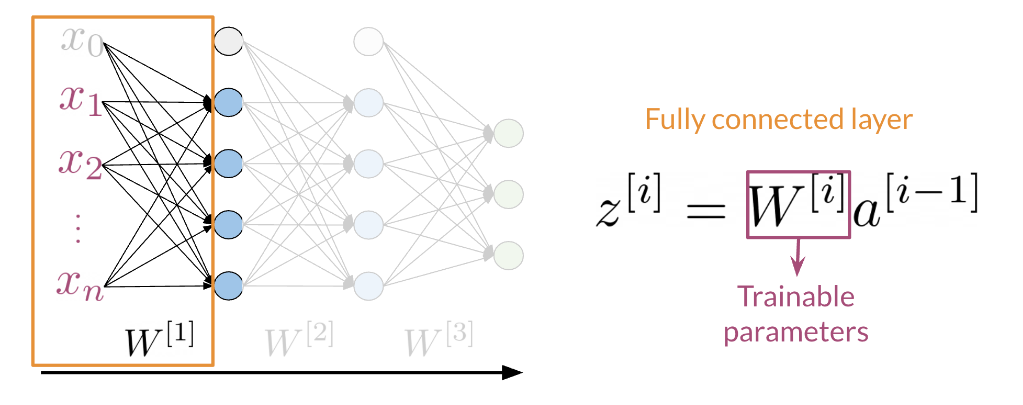 x₀
x₁
x₂
⋮
xₙ
W^[1] W^[2] W^[3]
Fully connected layer
z^[i] = W^[i] a^[i−1]
Trainable
parameters